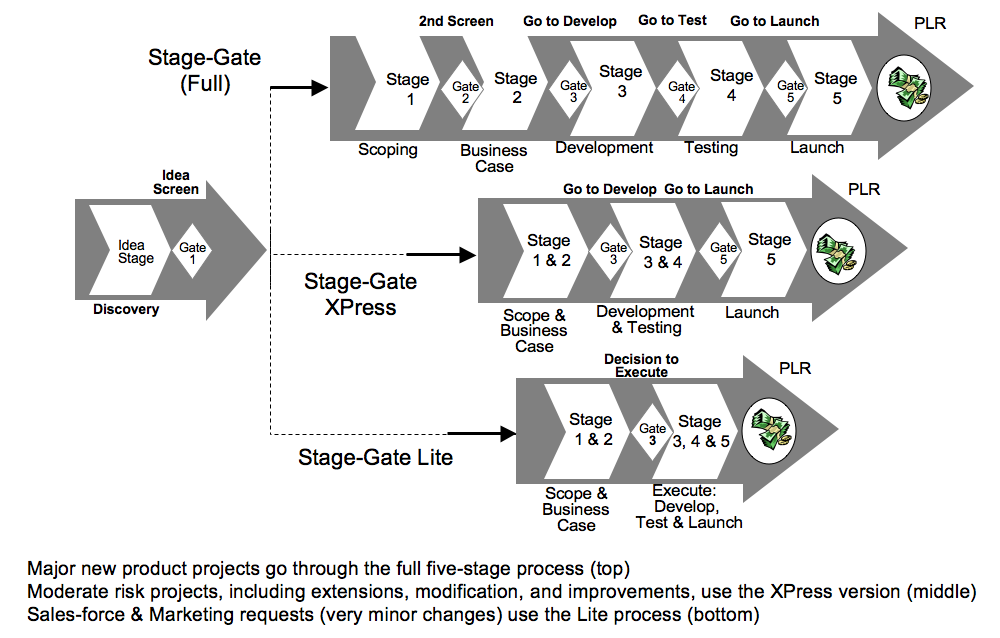 2nd Screen
Go to Develop
Go to Test
Go to Launch
PLR
Stage-Gate
(Full)
Stage
1
Gate
2
Stage
2
Gate
3
Stage
3
Gate
4
Stage
4
Gate
5
Stage
5
Scoping
Business
Case
Development
Testing
Launch
Idea
Screen
Idea
Stage
Gate
1
Discovery
Go to Develop
Go to Launch
PLR
Stage
1 & 2
Gate
3
Stage
3 & 4
Gate
5
Stage
5
Stage-Gate
XPress
Scope &
Business
Case
Development
& Testing
Launch
Decision to
Execute
PLR
Stage
1 & 2
Gate
3
Stage
3, 4 & 5
Stage-Gate Lite
Scope &
Business
Case
Execute:
Develop,
Test & Launch
Major new product projects go through the full five-stage process (top)
Moderate risk projects, including extensions, modification, and improvements, use the XPress version (middle)
Sales-force & Marketing requests (very minor changes) use the Lite process (bottom)